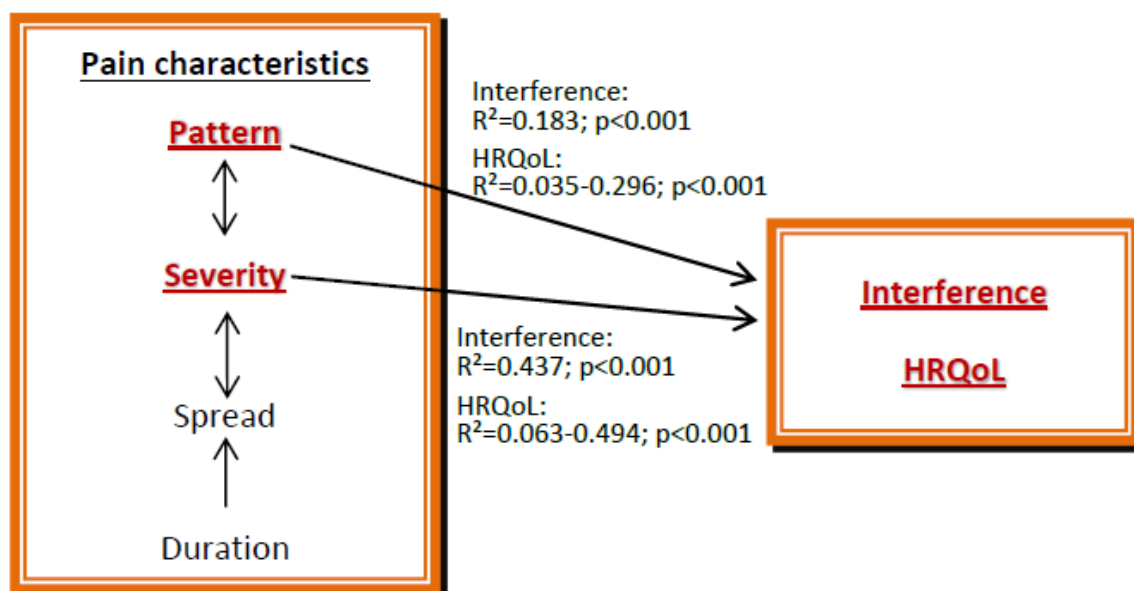 Pain characteristics
Pattern
Severity
Spread
Duration
Interference:
R²=0.183; p<0.001
HRQoL:
R²=0.035-0.296; p<0.001
Interference:
R²=0.437; p<0.001
HRQoL:
R²=0.063-0.494; p<0.001
Interference
HRQoL